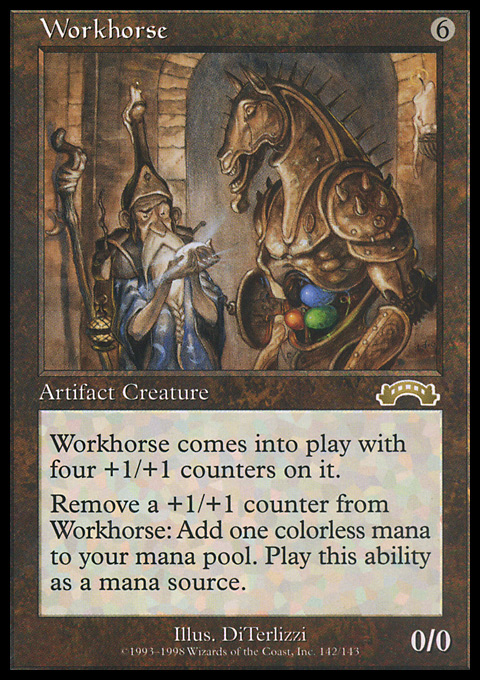 Workhorse 6
Artifact Creature
Workhorse comes into play with
four +1/+1 counters on it.
Remove a +1/+1 counter from
Workhorse: Add one colorless mana
to your mana pool. Play this ability
as a mana source.
Illus. DiTerlizzi
©1993-1998 Wizards of the Coast, Inc. 142/143
0/0